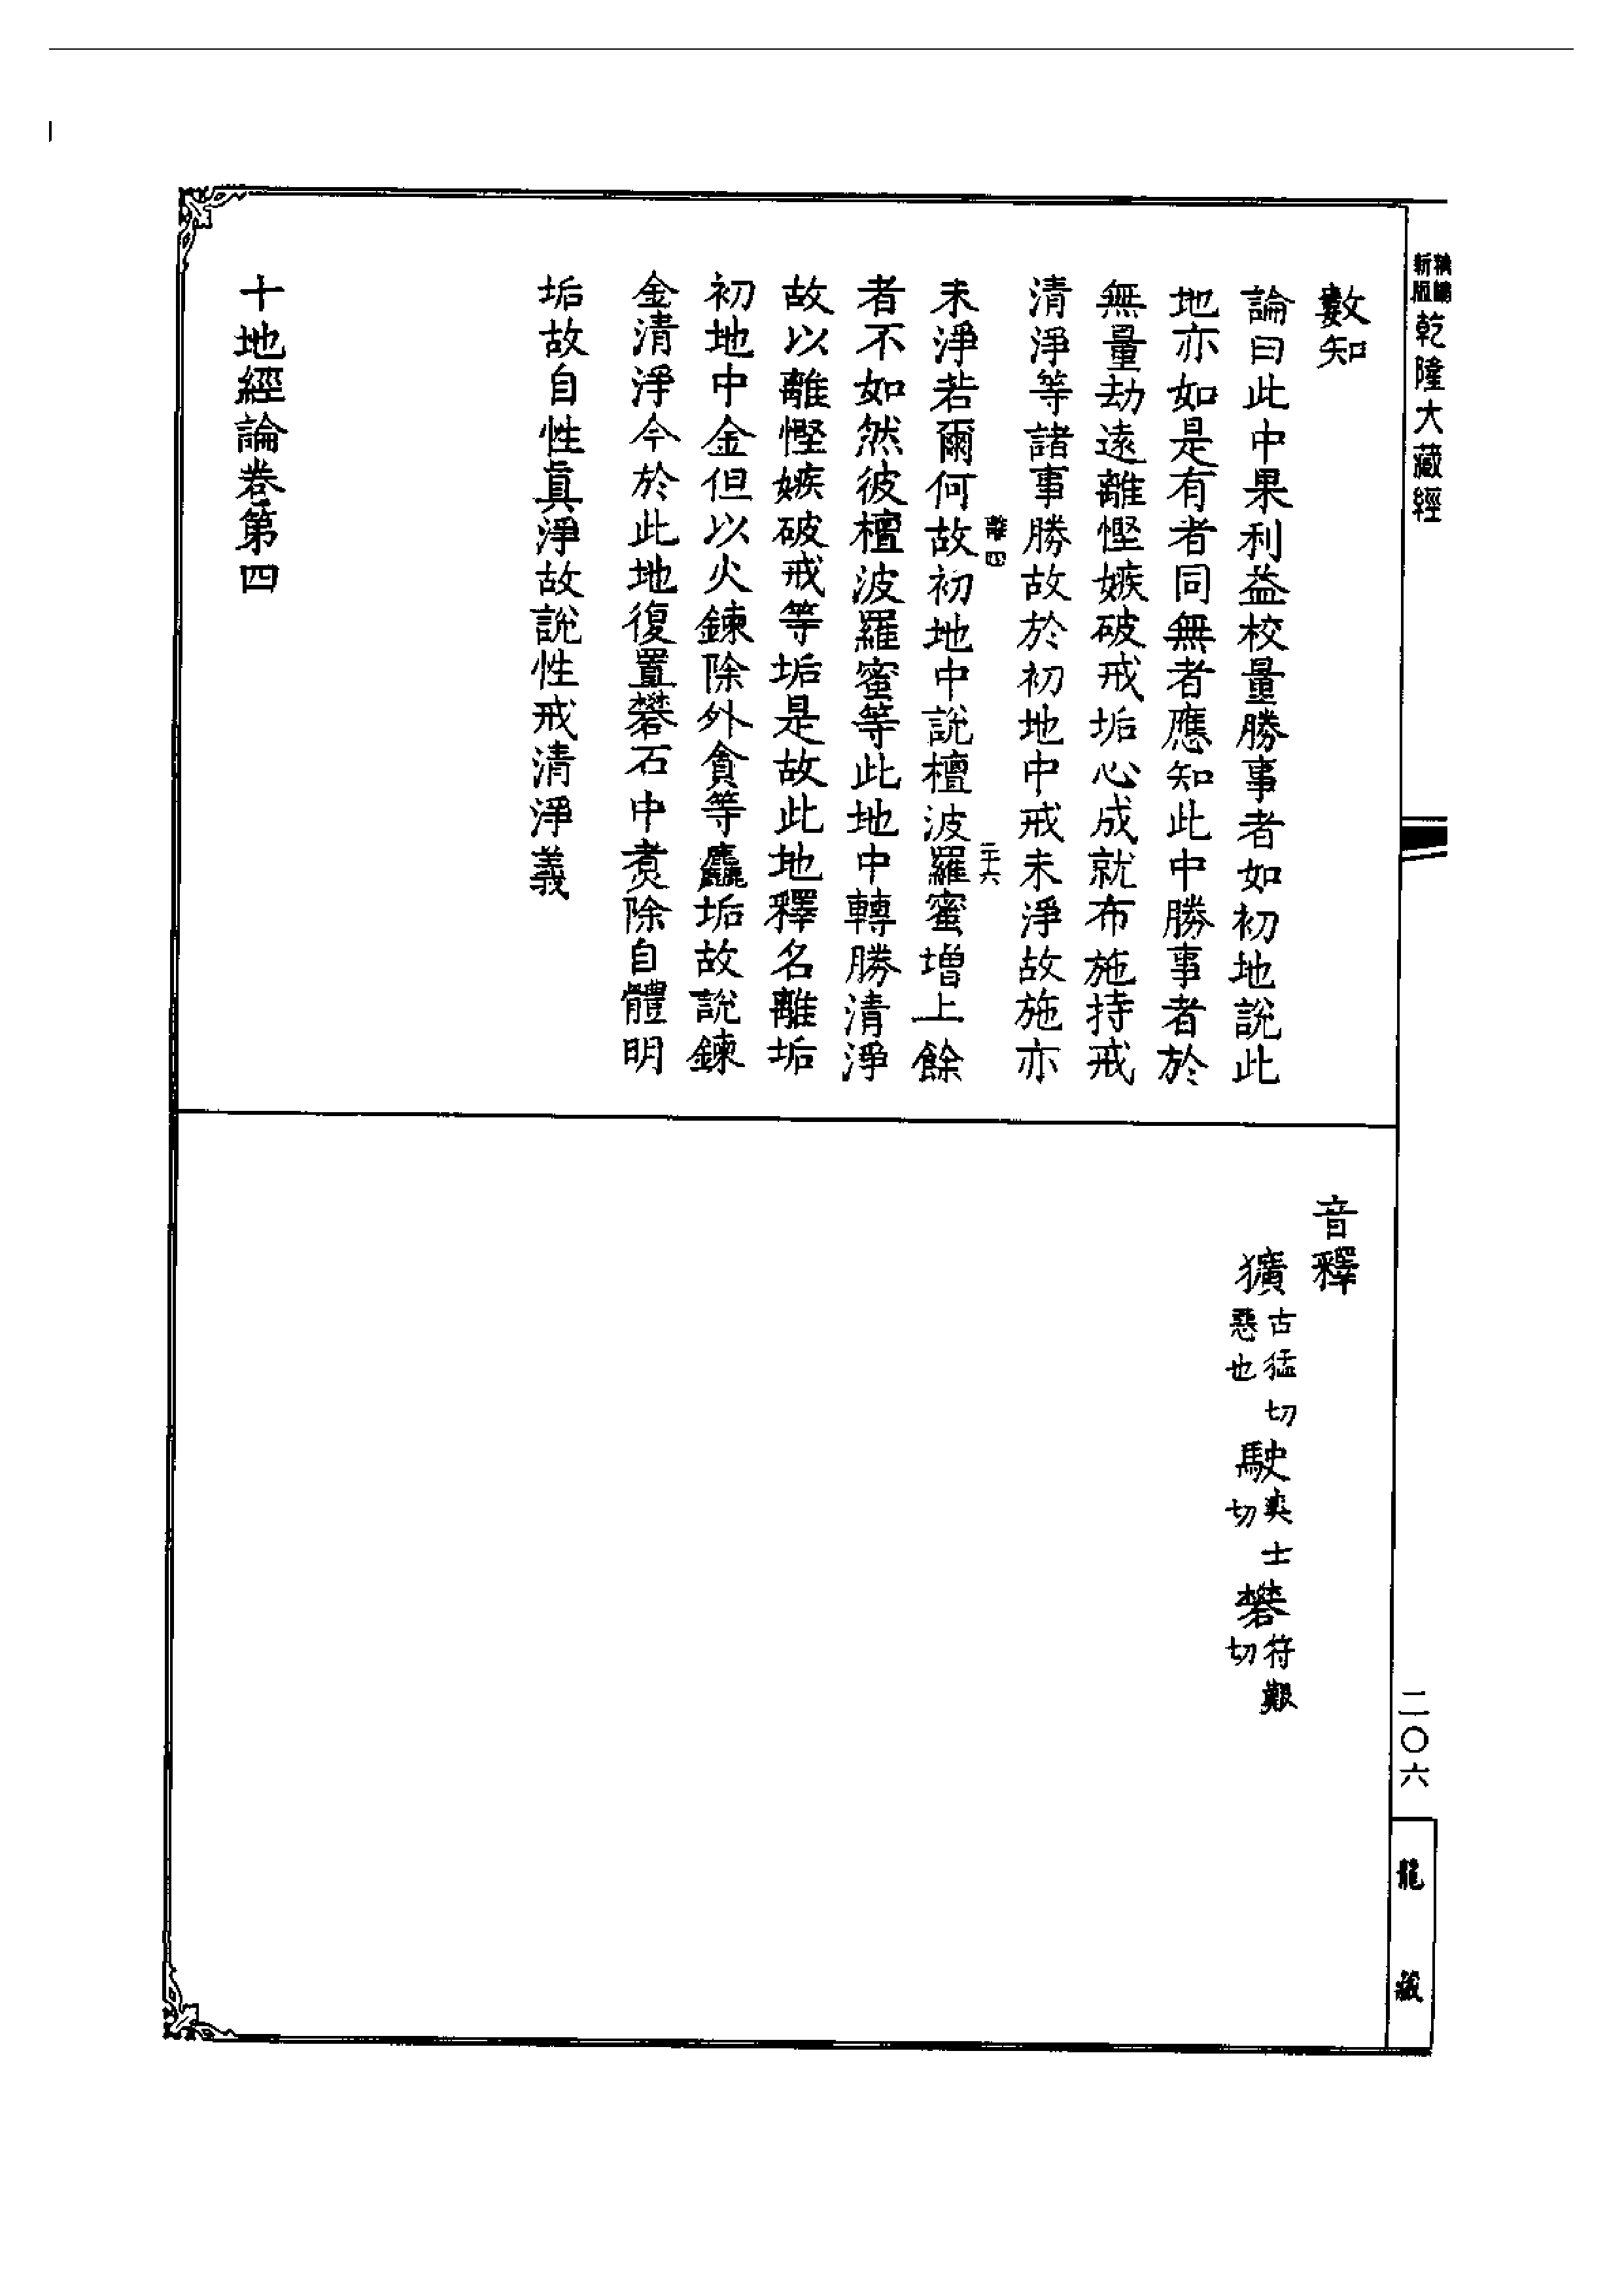 精編
新版
乾隆大藏經
數知
論曰此中果利益校量勝事者如初地說此
地亦如是有者同無者應知此中勝事者於
無量劫遠離慳嫉破戒垢心成就布施持戒
清淨等諸事勝故於初地中戒未淨故施亦
離四
二十六
未淨若爾何故初地中說檀波羅蜜增上餘
者不如然彼檀波羅蜜等此地中轉勝清淨
故以離慳嫉破戒等垢是故此地釋名離垢
初地中金但以火鍊除外貪等麤垢故說鍊
金清淨今於此地復置礬石中煑除自體明
垢故自性眞淨故說性戒清淨義
十地經論卷第四
音釋
獷古猛切惡也 駛爽士切 礬符艱切
二〇六
龍藏